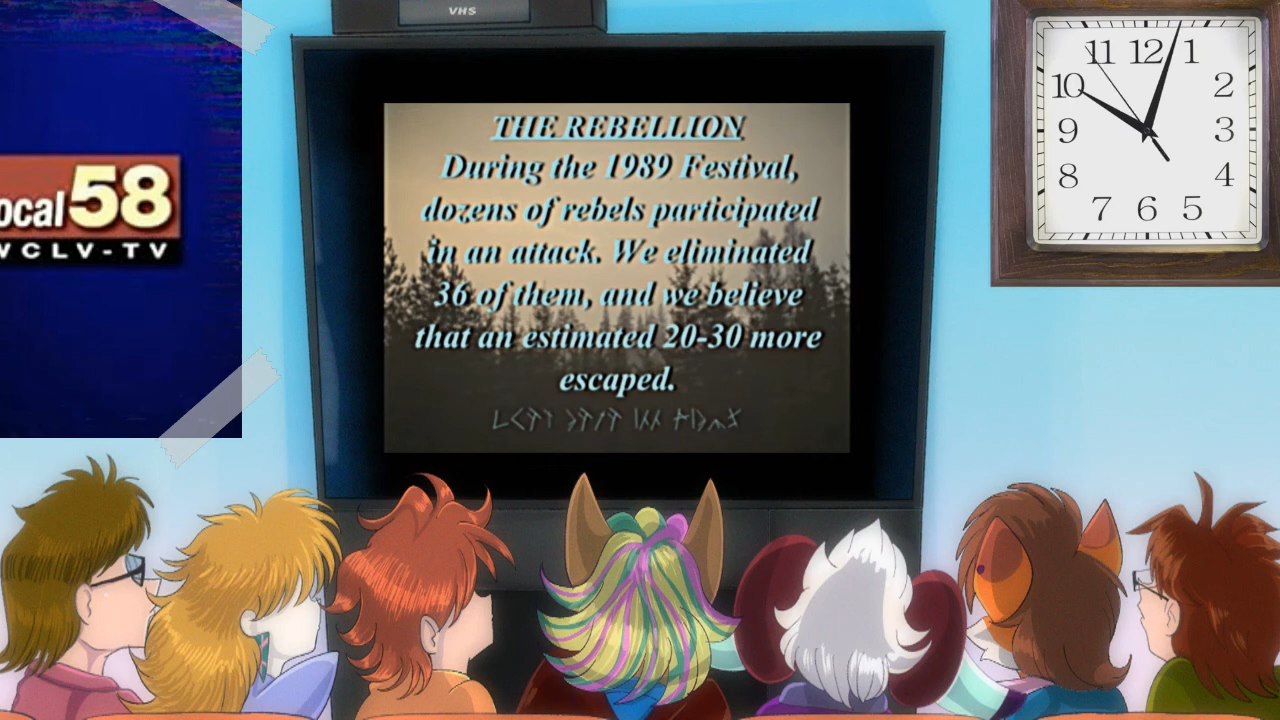 VHS
ocal 58
WCLV-TV
THE REBELLION
During the 1989 Festival,
dozens of rebels participated
in an attack. We eliminated
36 of them, and we believe
that an estimated 20-30 more
escaped.
11 12 1
10 2
9 3
8 4
7 6 5